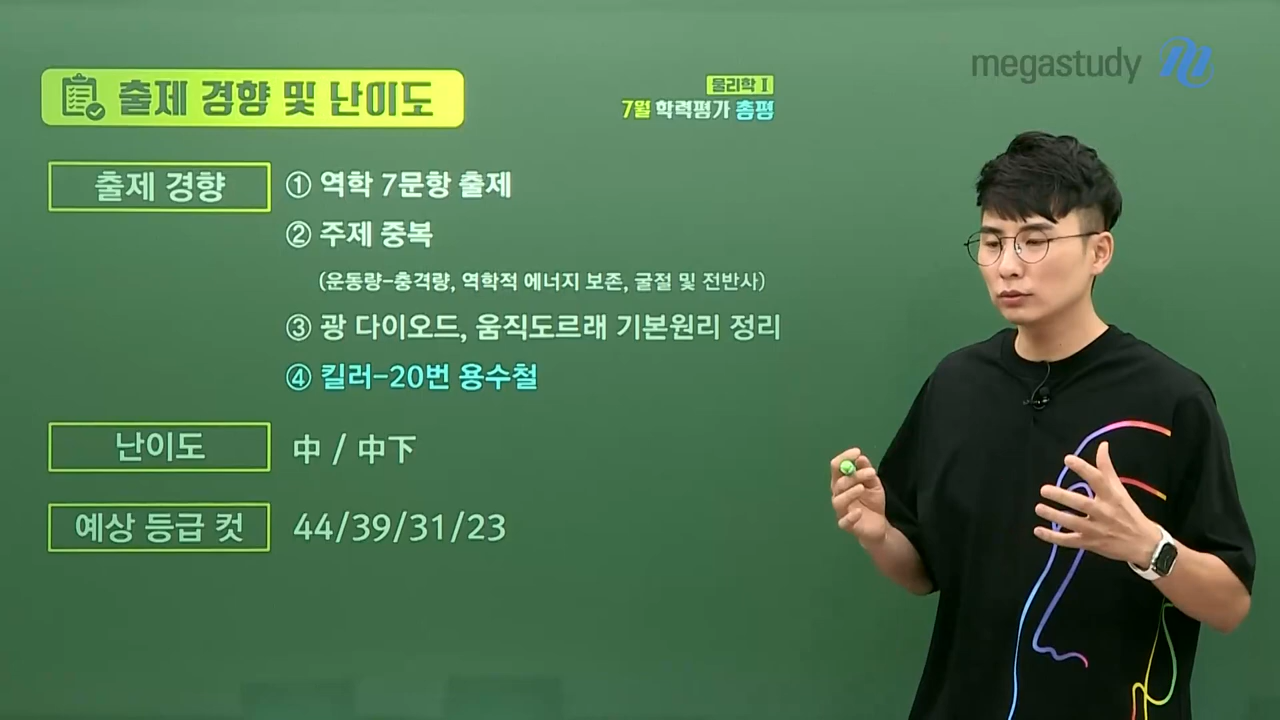 megastudy
출제 경향 및 난이도
물리학 I
7월 학력평가 총평
출제 경향
① 역학 7문항 출제
② 주제 중복
(운동량-충격량, 역학적 에너지 보존, 굴절 및 전반사)
③ 광 다이오드, 움직도르래 기본원리 정리
④ 킬러-20번 용수철
난이도
中 / 中下
예상 등급 컷
44/39/31/23